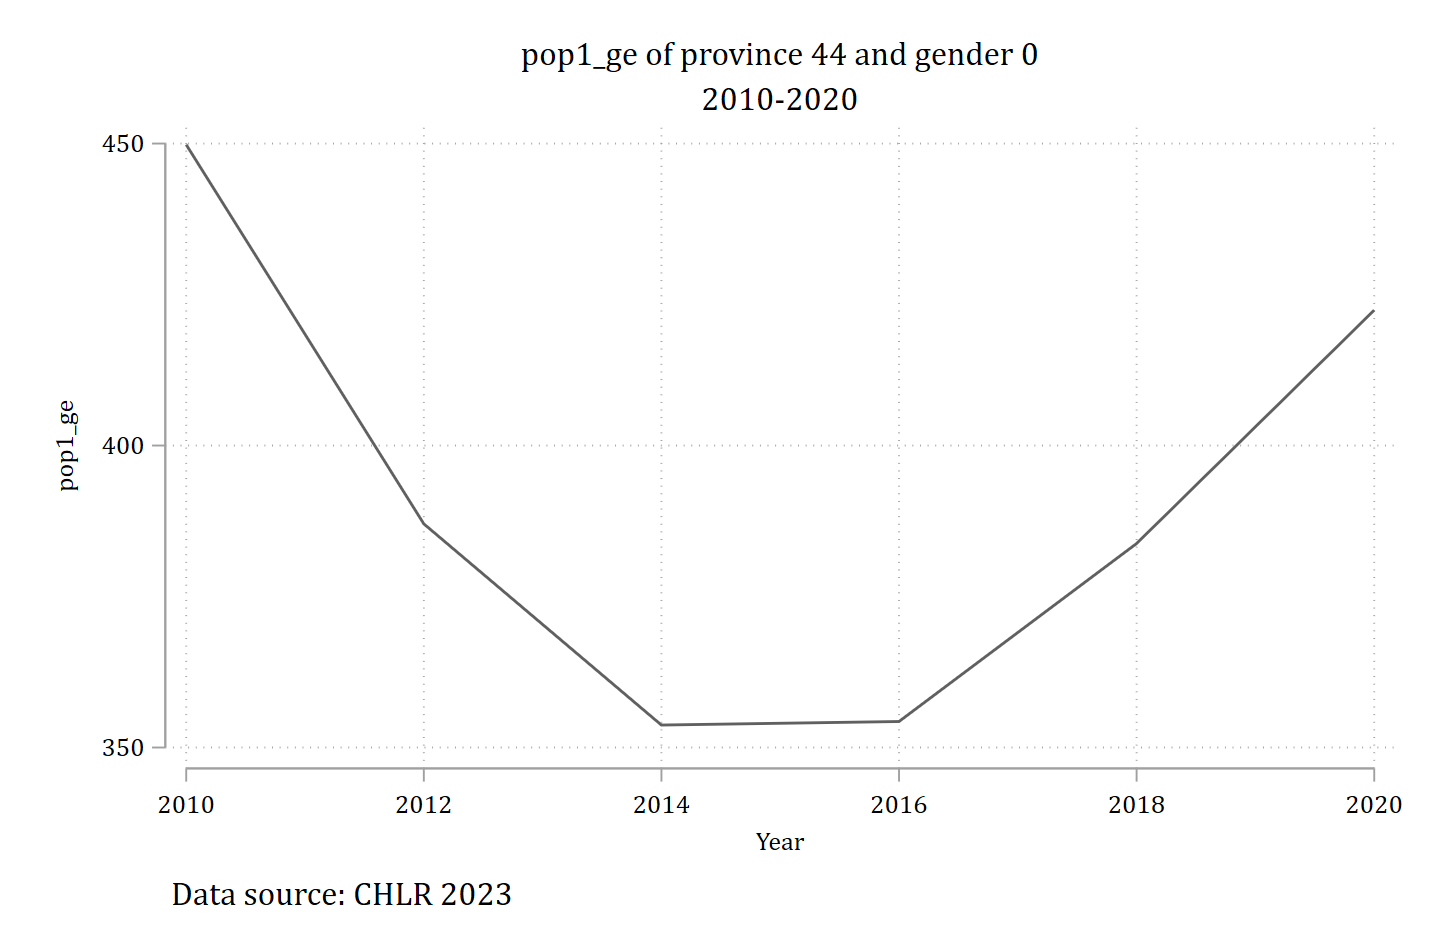 pop1_ge of province 44 and gender 0
2010-2020
450
400
350
pop1_ge
2010 2012 2014 2016 2018 2020
Year
Data source: CHLR 2023